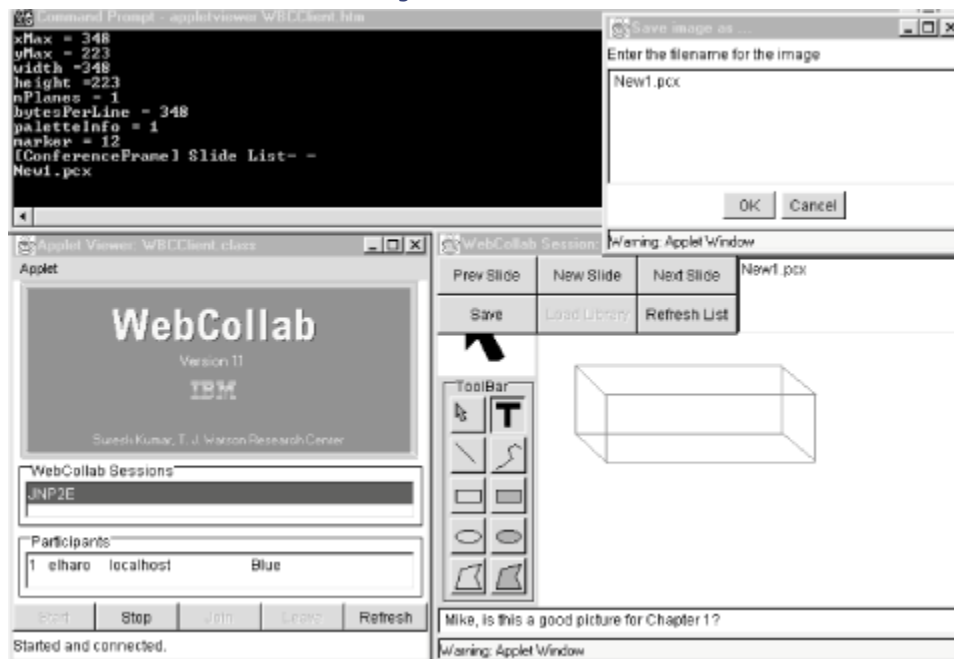 Command Prompt - appletviewer WBCClient.htm
xMax = 348
yMax = 223
width =348
height =223
nPlanes = 1
bytesPerLine = 348
paletteInfo = 1
marker = 12
[ConferenceFrame] Slide List- -
New1.pcx
Save image as ...
Enter the filename for the image
New1.pcx
OK Cancel
Warning: Applet Window
Applet Viewer: WBCClient.class
Applet
WebCollab
Version 1.1
IBM
Suresh Kumar, T. J. Watson Research Center
WebCollab Sessions
JNP2E
Participants
1 elharo localhost Blue
Start Stop Join Leave Refresh
Started and connected.
WebCollab Session:
Prev Slide New Slide Next Slide New1.pcx
Save Load Library Refresh List
ToolBar
T
Mike, is this a good picture for Chapter 1?
Warning: Applet Window